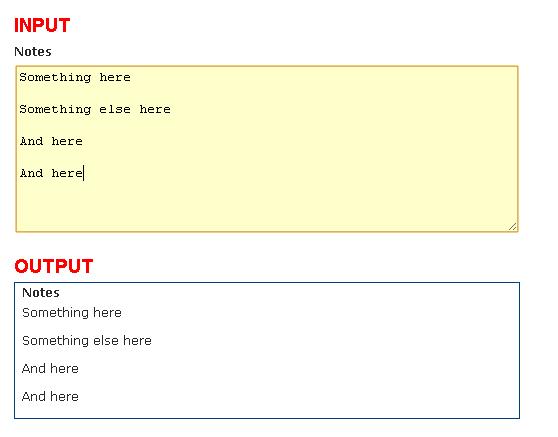 INPUT
Notes
Something here
Something else here
And here
And here
OUTPUT
Notes
Something here
Something else here
And here
And here